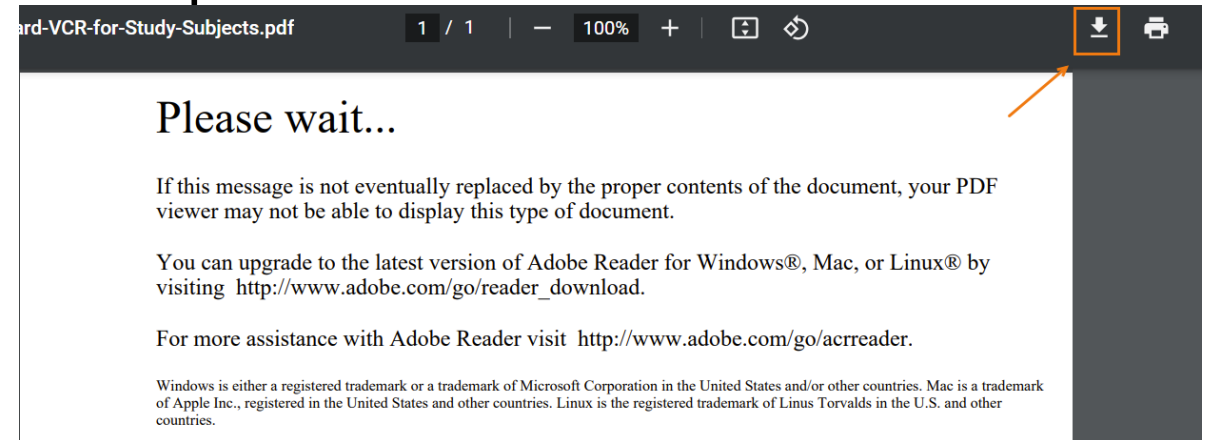 ard-VCR-for-Study-Subjects.pdf 1 / 1 | — 100% + |
Please wait...
If this message is not eventually replaced by the proper contents of the document, your PDF
viewer may not be able to display this type of document.
You can upgrade to the latest version of Adobe Reader for Windows®, Mac, or Linux® by
visiting  http://www.adobe.com/go/reader_download.
For more assistance with Adobe Reader visit  http://www.adobe.com/go/acrreader.
Windows is either a registered trademark or a trademark of Microsoft Corporation in the United States and/or other countries. Mac is a trademark
of Apple Inc., registered in the United States and other countries. Linux is the registered trademark of Linus Torvalds in the U.S. and other
countries.